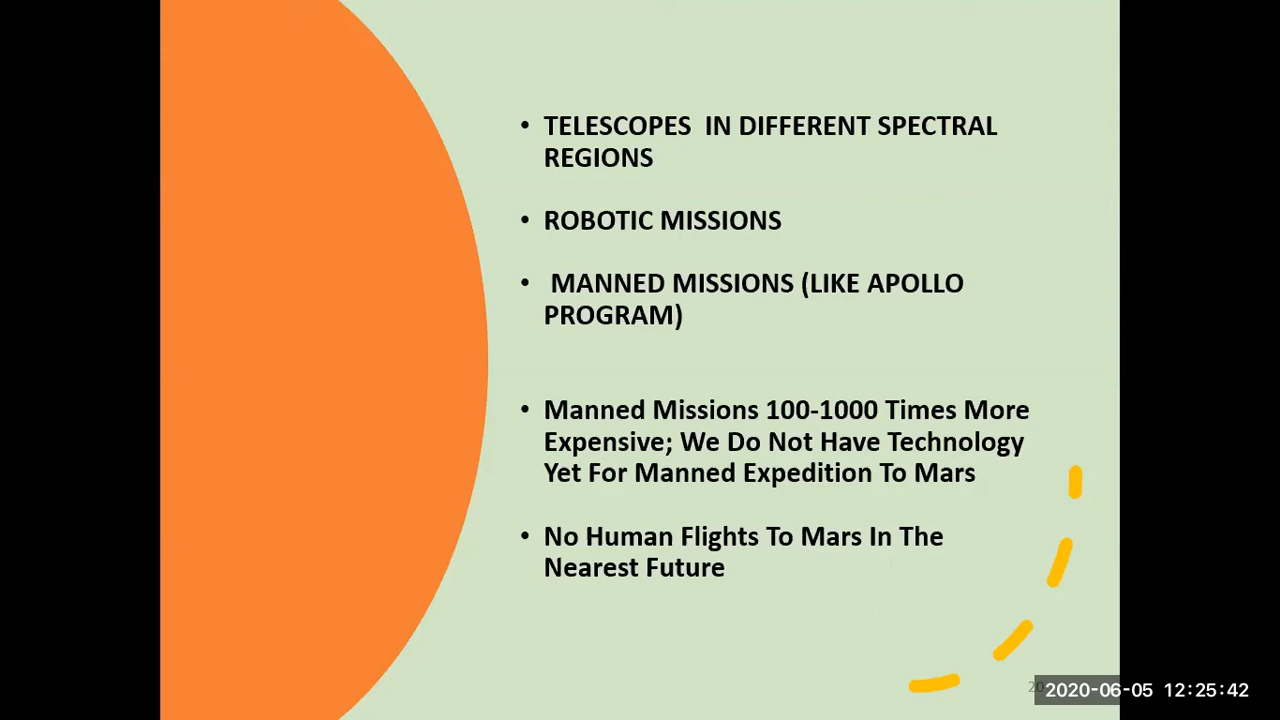 • TELESCOPES IN DIFFERENT SPECTRAL
REGIONS
• ROBOTIC MISSIONS
• MANNED MISSIONS (LIKE APOLLO
PROGRAM)
• Manned Missions 100-1000 Times More
Expensive; We Do Not Have Technology
Yet For Manned Expedition To Mars
• No Human Flights To Mars In The
Nearest Future
2020-06-05 12:25:42